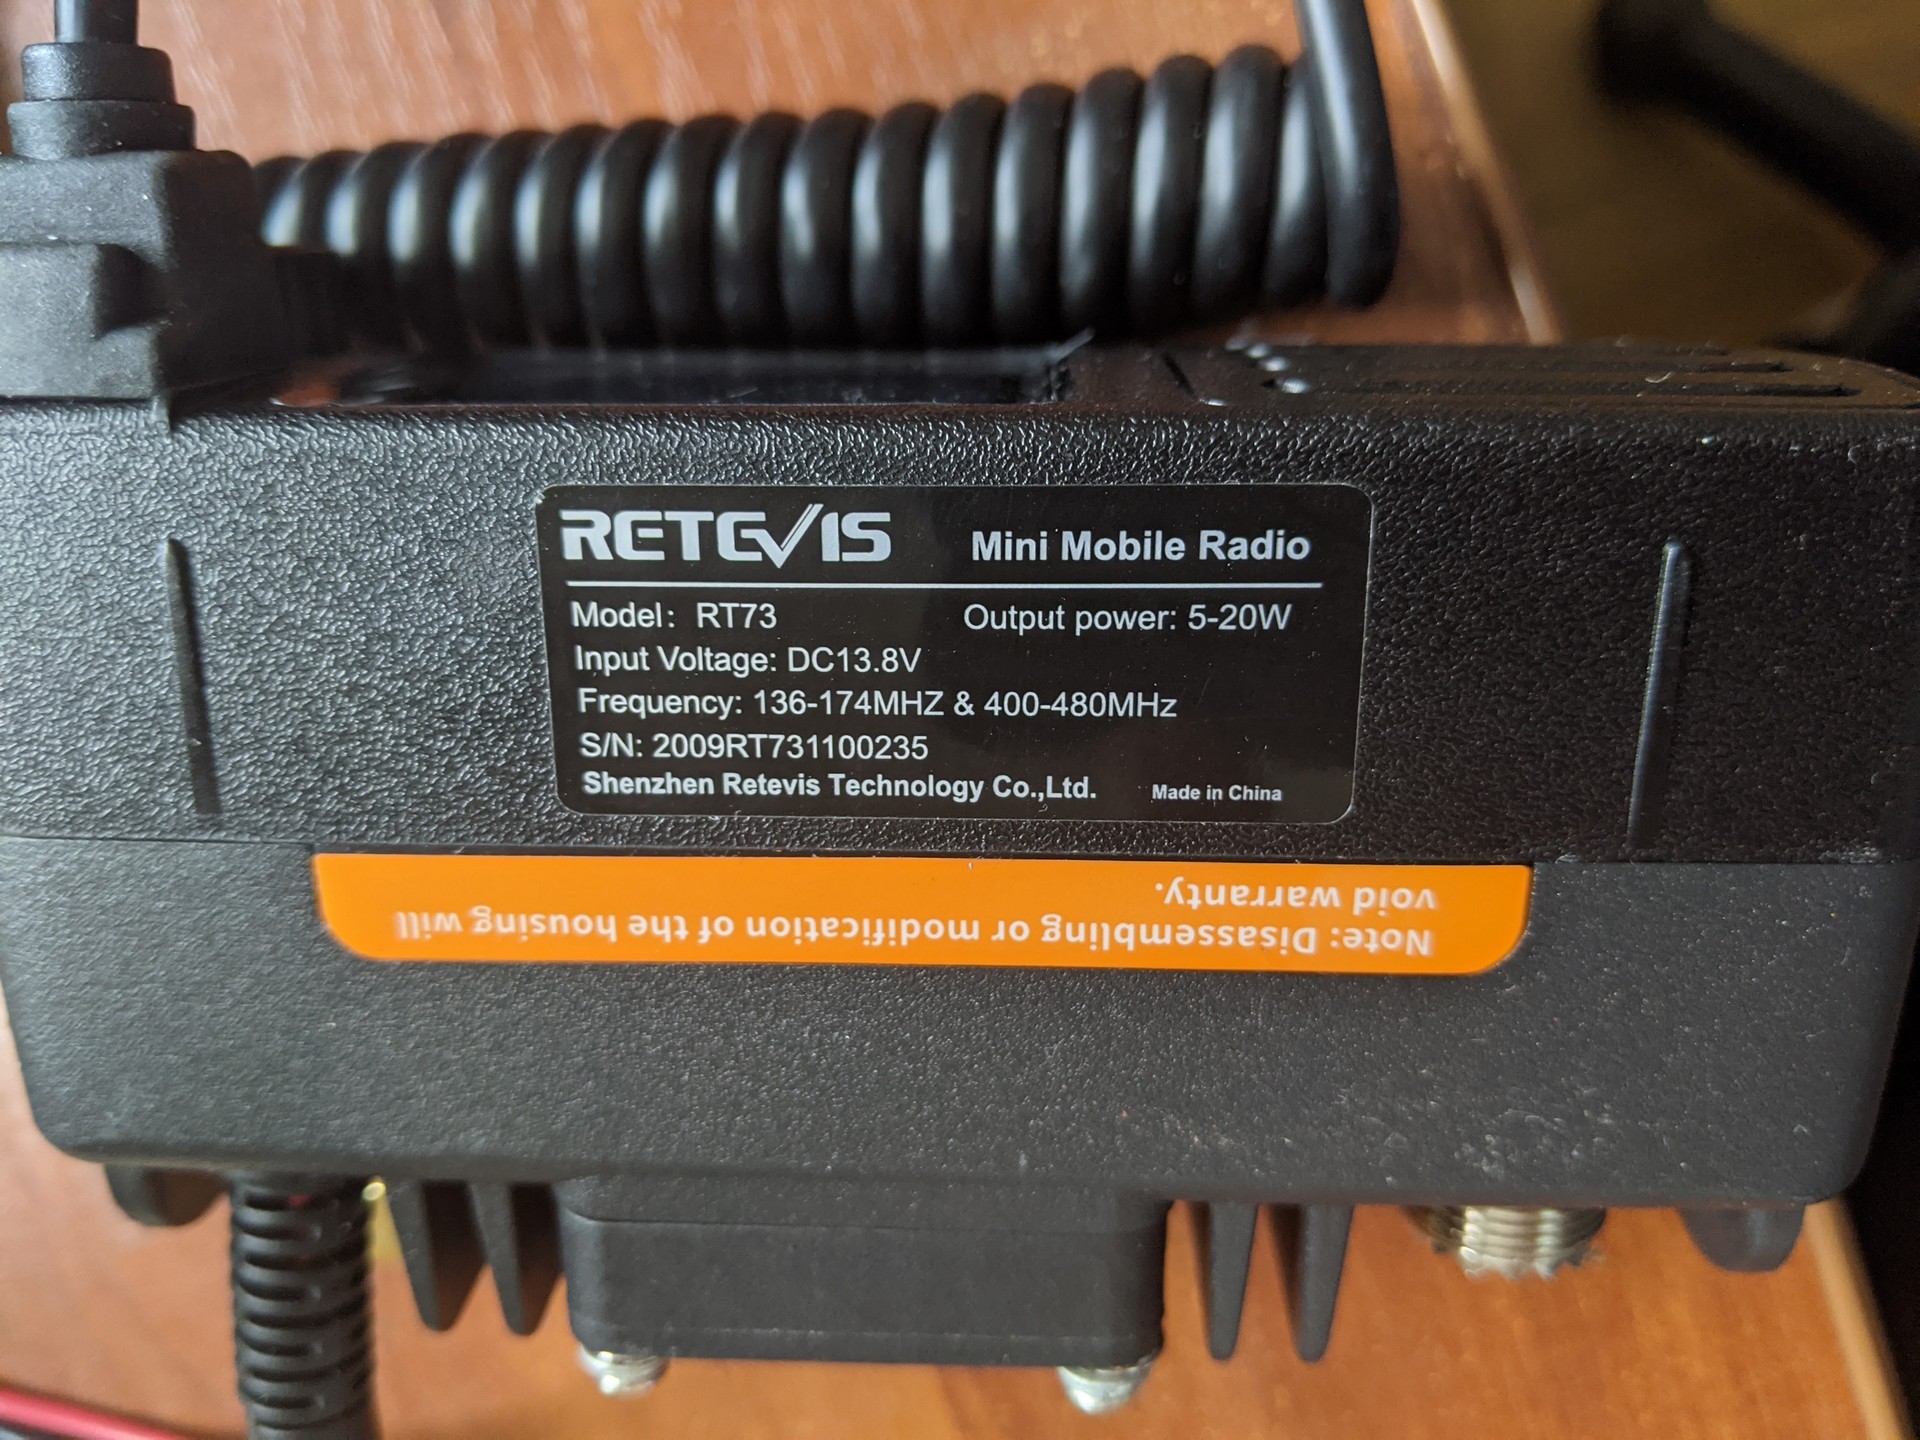 RETEVIS Mini Mobile Radio
Model: RT73 Output power: 5-20W
Input Voltage: DC13.8V
Frequency: 136-174MHZ & 400-480MHz
S/N: 2009RT731100235
Shenzhen Retevis Technology Co.,Ltd. Made in China
Note: Disassembling or modification of the housing will
void warranty.